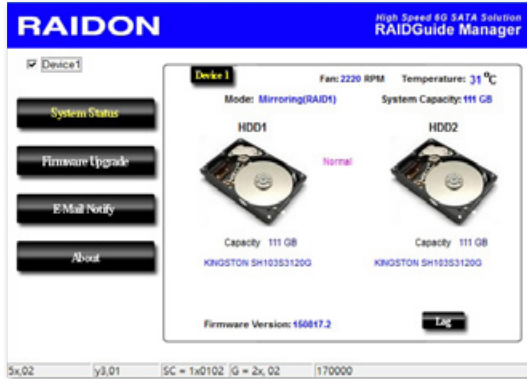 RAIDON
High Speed 6G SATA Solution
RAIDGuide Manager
Device1
System Status
Firmware Upgrade
E-Mail Notify
About
Device 1
Fan: 2220 RPM Temperature: 31 °C
Mode: Mirroring(RAID1) System Capacity: 111 GB
HDD1 HDD2
Normal
Capacity 111 GB Capacity 111 GB
KINGSTON SH103S3120G KINGSTON SH103S3120G
Firmware Version: 150817.2
Log
5x,02 y3,01 SC = 1x0102 G = 2x, 02 170000